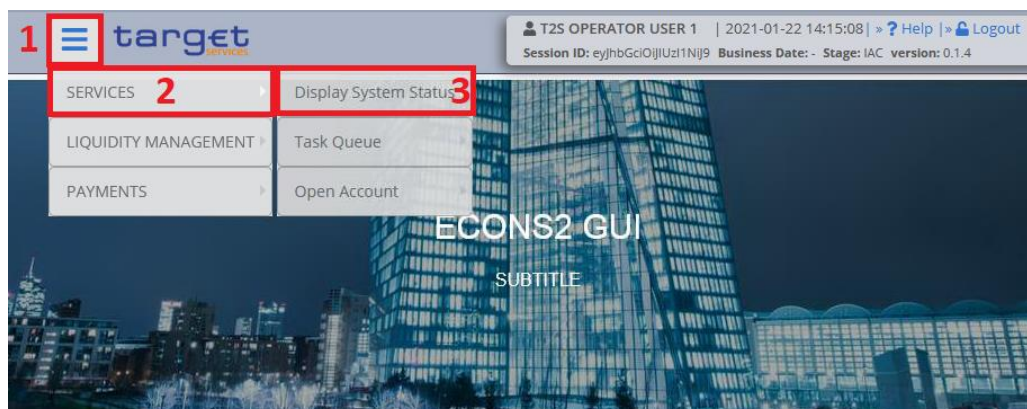 1
target
services
T2S OPERATOR USER 1 | 2021-01-22 14:15:08| » ? Help |» Logout
Session ID: eyJhbGciOiJIUzI1NiJ9 Business Date: - Stage: IAC version: 0.1.4
SERVICES 2 Display System Status 3
LIQUIDITY MANAGEMENT Task Queue
PAYMENTS Open Account
ECONS2 GUI
SUBTITLE